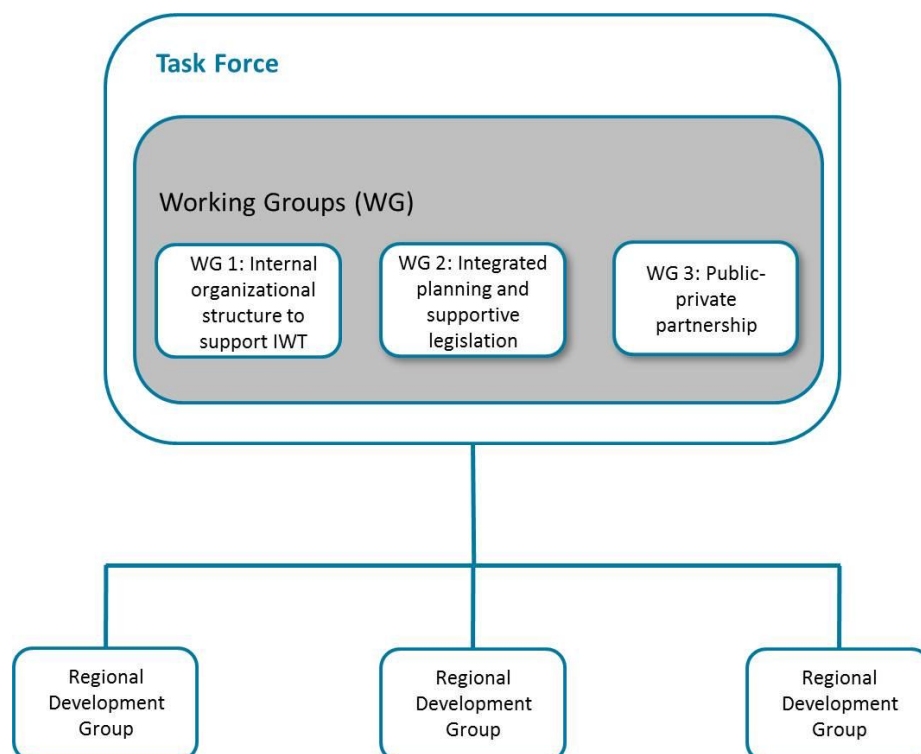 Task Force
Working Groups (WG)
WG 1: Internal
organizational
structure to
support IWT
WG 2: Integrated
planning and
supportive
legislation
WG 3: Public-
private
partnership
Regional
Development
Group
Regional
Development
Group
Regional
Development
Group